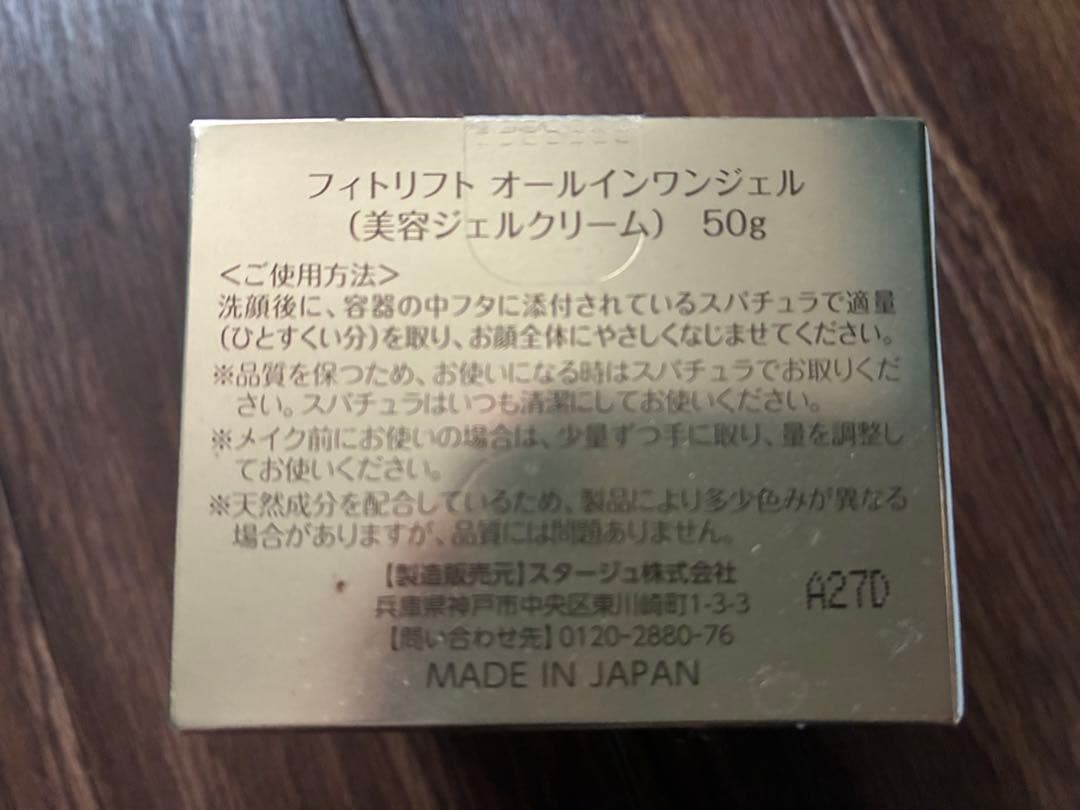 フィトリフト オールインワンジェル
（美容ジェルクリーム） 50g
＜ご使用方法＞
洗顔後に、容器の中フタに添付されているスパチュラで適量
（ひとすくい分）を取り、お顔全体にやさしくなじませてください。
※品質を保つため、お使いになる時はスパチュラでお取りくだ
さい。スパチュラはいつも清潔にしてお使いください。
※メイク前にお使いの場合は、少量ずつ手に取り、量を調整し
てお使いください。
※天然成分を配合しているため、製品により多少色みが異なる
場合がありますが、品質には問題ありません。
【製造販売元】スタージュ株式会社
兵庫県神戸市中央区東川崎町1-3-3
A27D
【問い合わせ先】0120-2880-76
MADE IN JAPAN